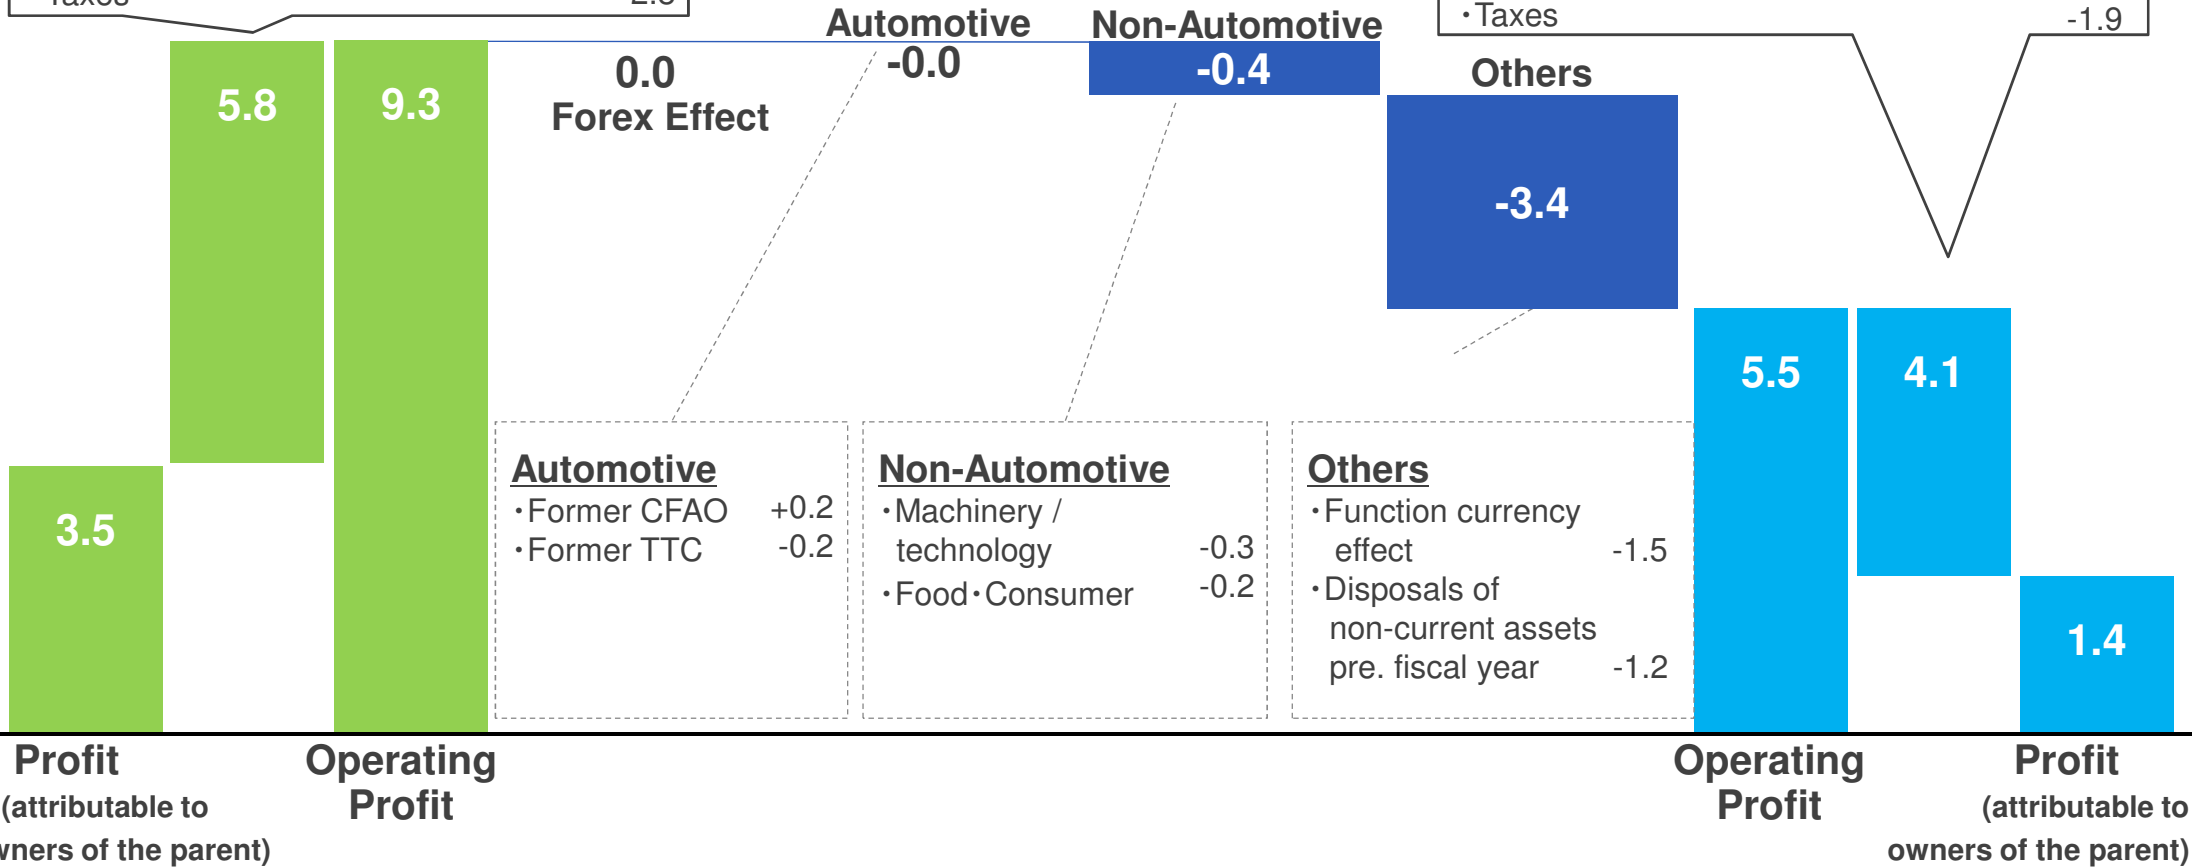 Automotive
Non-Automotive
・Taxes -1.9
0.0
Forex Effect
-0.0
-0.4
Others
5.8
9.3
-3.4
3.5
5.5
4.1
1.4
Automotive
・Former CFAO +0.2
・Former TTC -0.2
Non-Automotive
・Machinery /
technology -0.3
・Food・Consumer -0.2
Others
・Function currency
effect -1.5
・Disposals of
non-current assets
pre. fiscal year -1.2
Profit
(attributable to
of the parent)
Operating
Profit
Operating
Profit
Profit
(attributable to
owners of the parent)